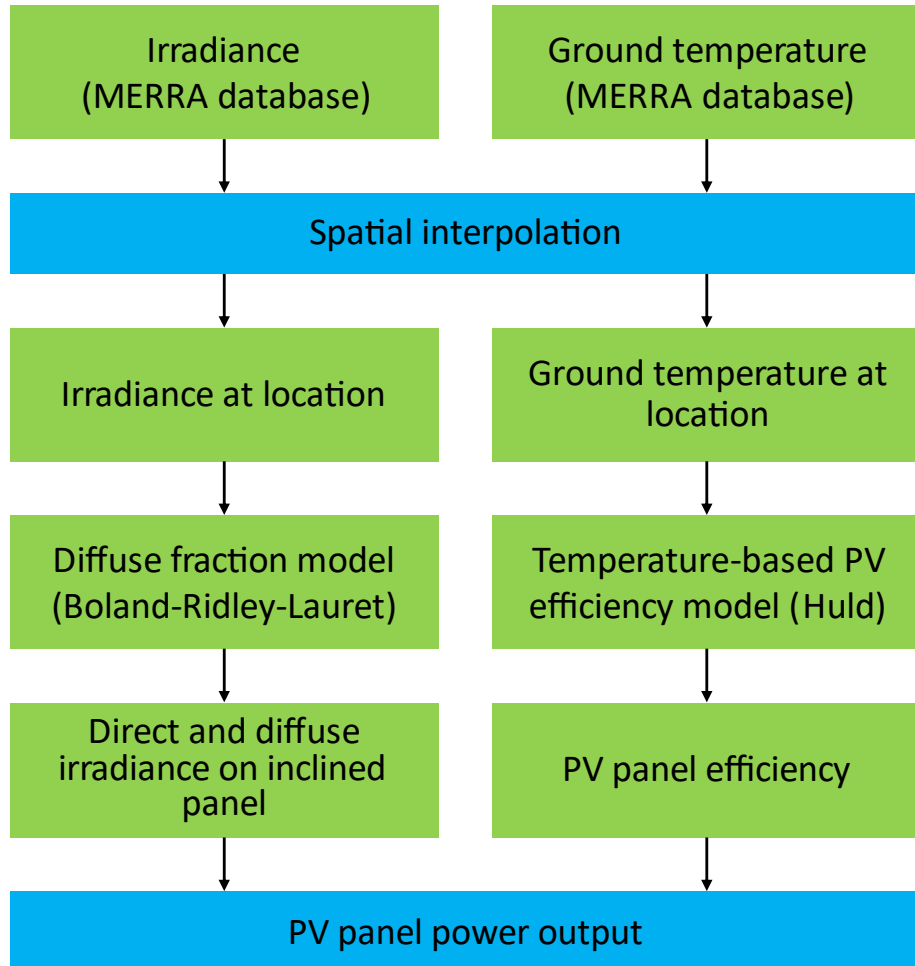 Irradiance
(MERRA database)
Ground temperature
(MERRA database)
Spatial interpolation
Irradiance at location
Ground temperature at
location
Diffuse fraction model
(Boland-Ridley-Lauret)
Temperature-based PV
efficiency model (Huld)
Direct and diffuse
irradiance on inclined
panel
PV panel efficiency
PV panel power output